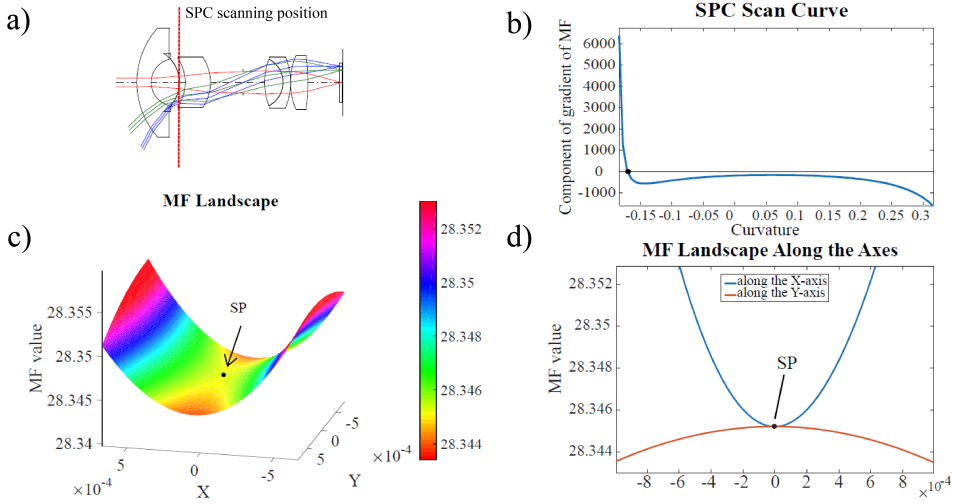 a)
SPC scanning position
b)
SPC Scan Curve
Component of gradient of MF
6000
5000
4000
3000
2000
1000
0
-1000
-0.15
-0.1
-0.05
0
0.05
0.1
0.15
0.2
0.25
0.3
Curvature
MF Landscape
c)
MF value
28.355
28.35
28.345
28.34
SP
5
0
-5
×10⁻⁴
X
-5
0
5
×10⁻⁴
Y
28.352
28.35
28.348
28.346
28.344
d)
MF Landscape Along the Axes
along the X-axis
along the Y-axis
MF value
28.352
28.35
28.348
28.346
28.344
SP
-8
-6
-4
-2
0
2
4
6
8
×10⁻⁴